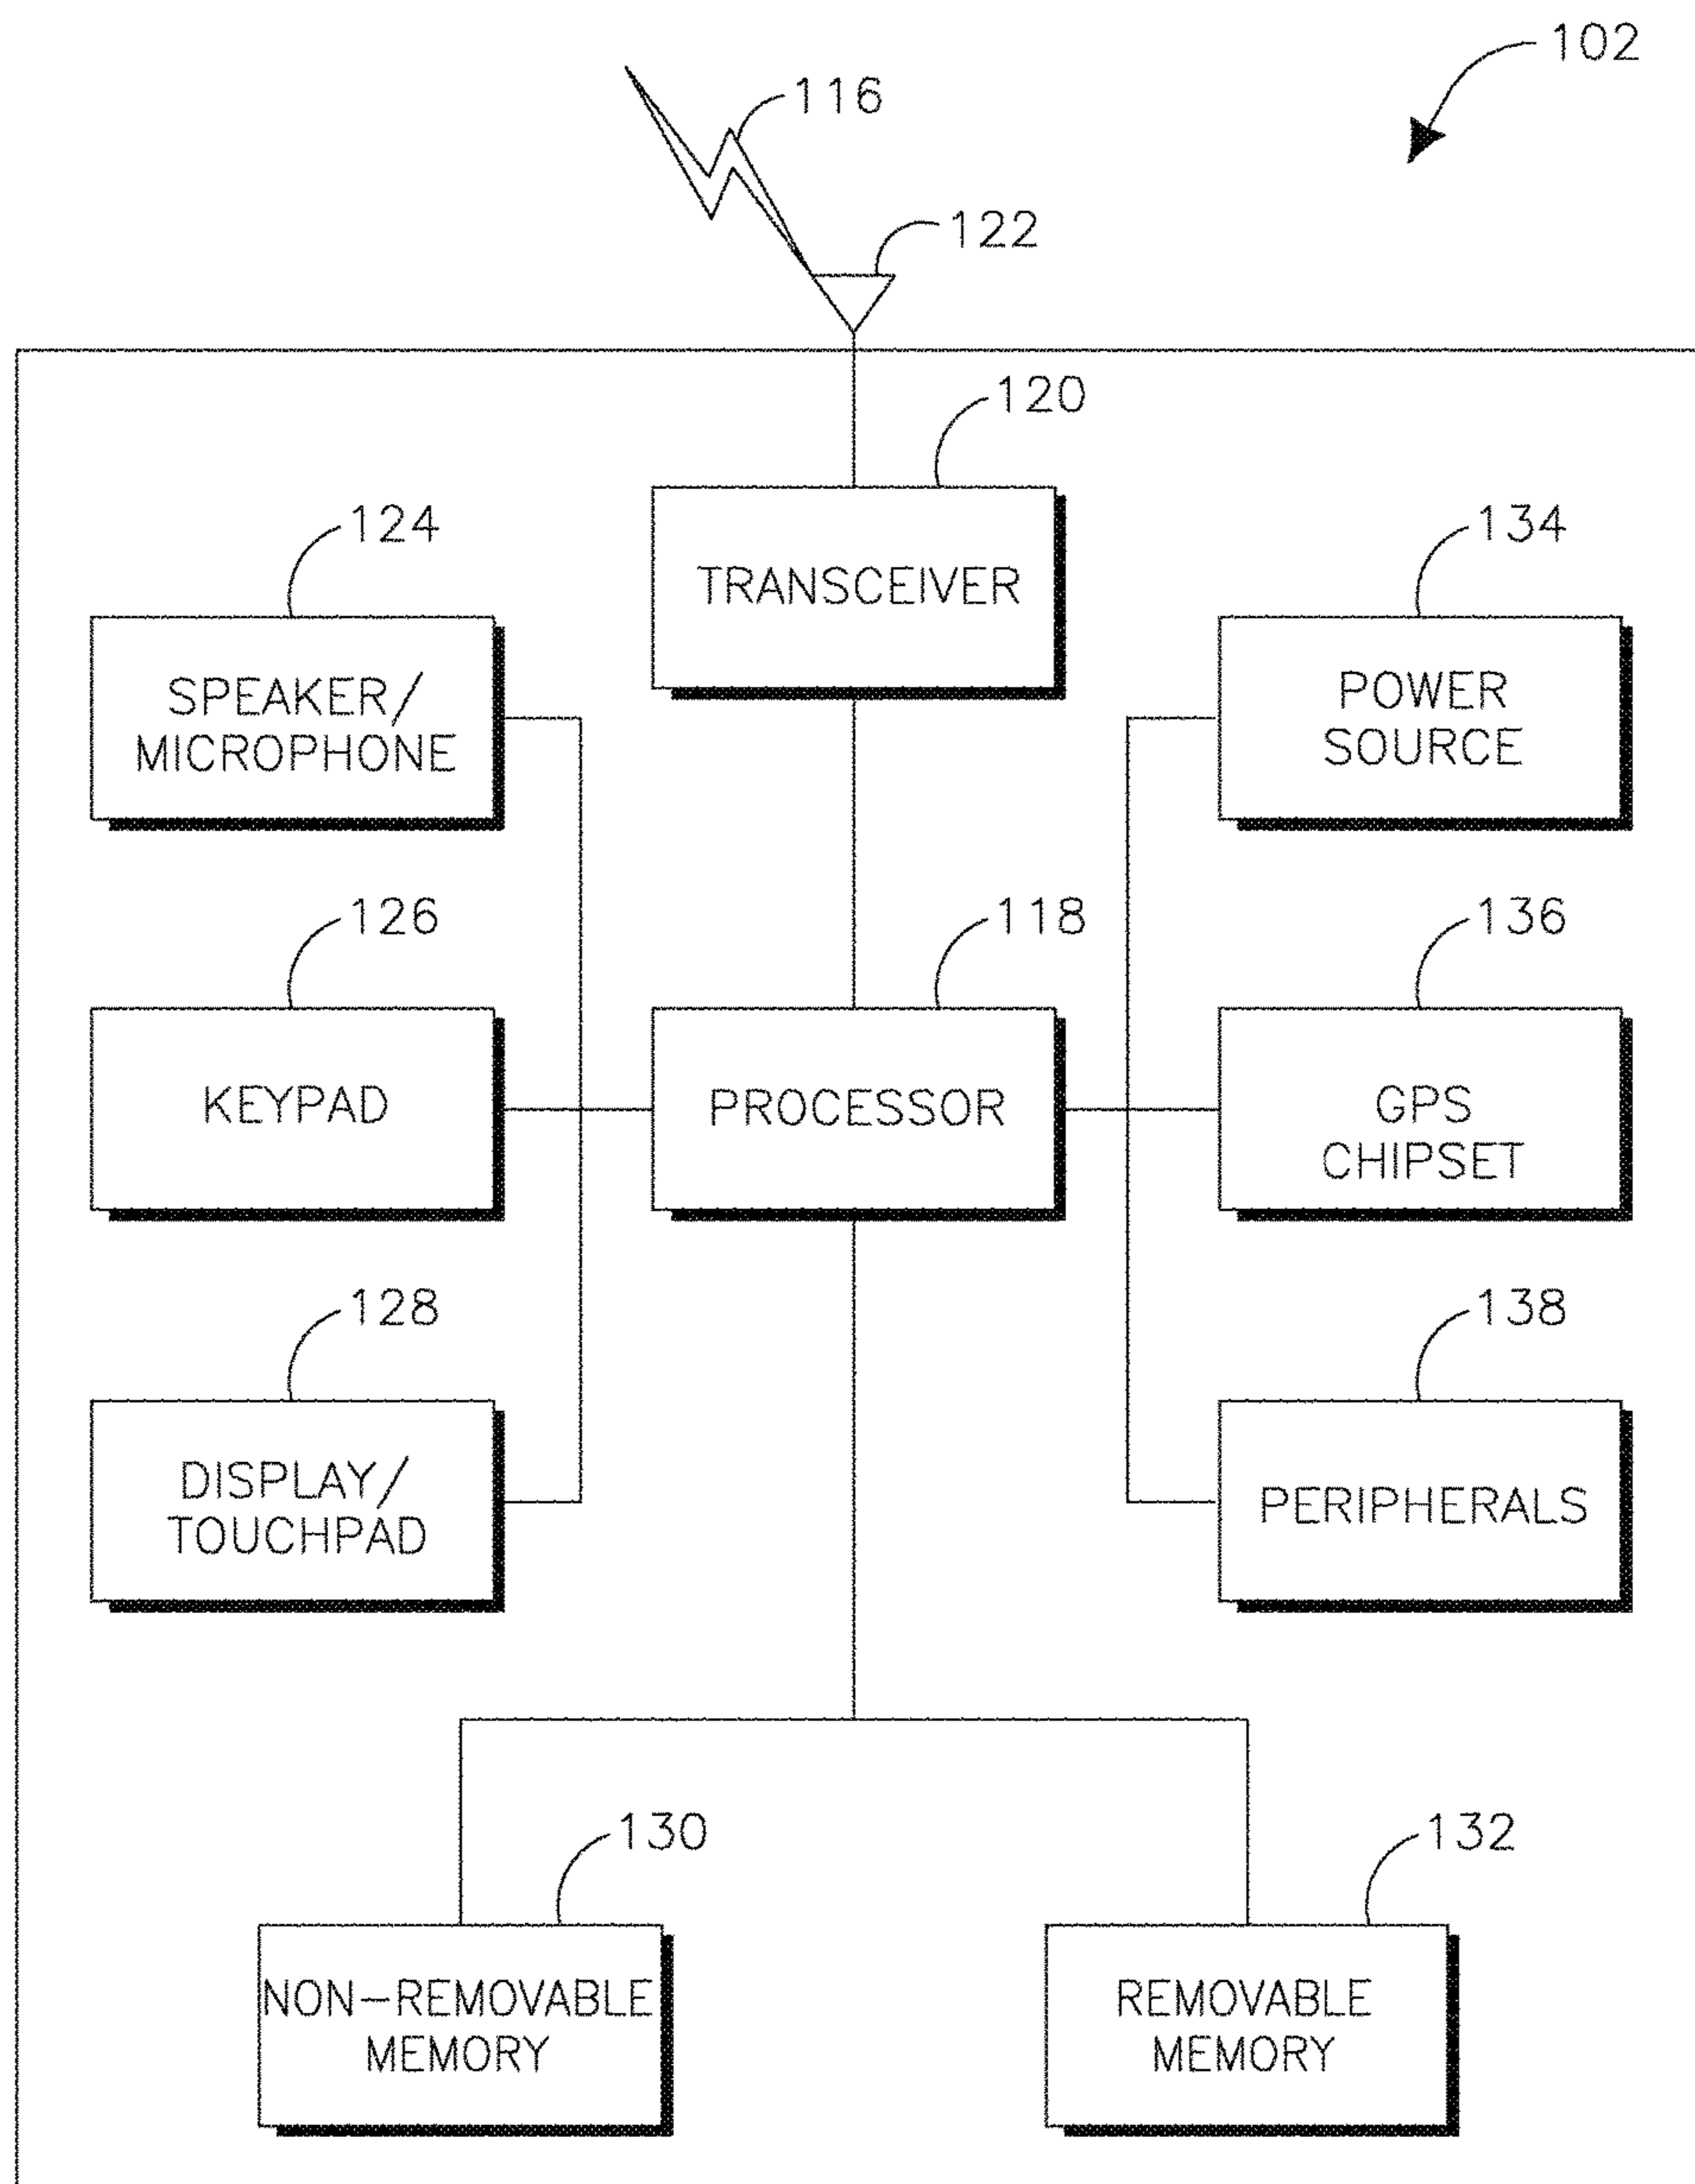 102
116
122
120
TRANSCEIVER
124
SPEAKER/
MICROPHONE
134
POWER
SOURCE
126
KEYPAD
118
PROCESSOR
136
GPS
CHIPSET
128
DISPLAY/
TOUCHPAD
138
PERIPHERALS
130
NON-REMOVABLE
MEMORY
132
REMOVABLE
MEMORY